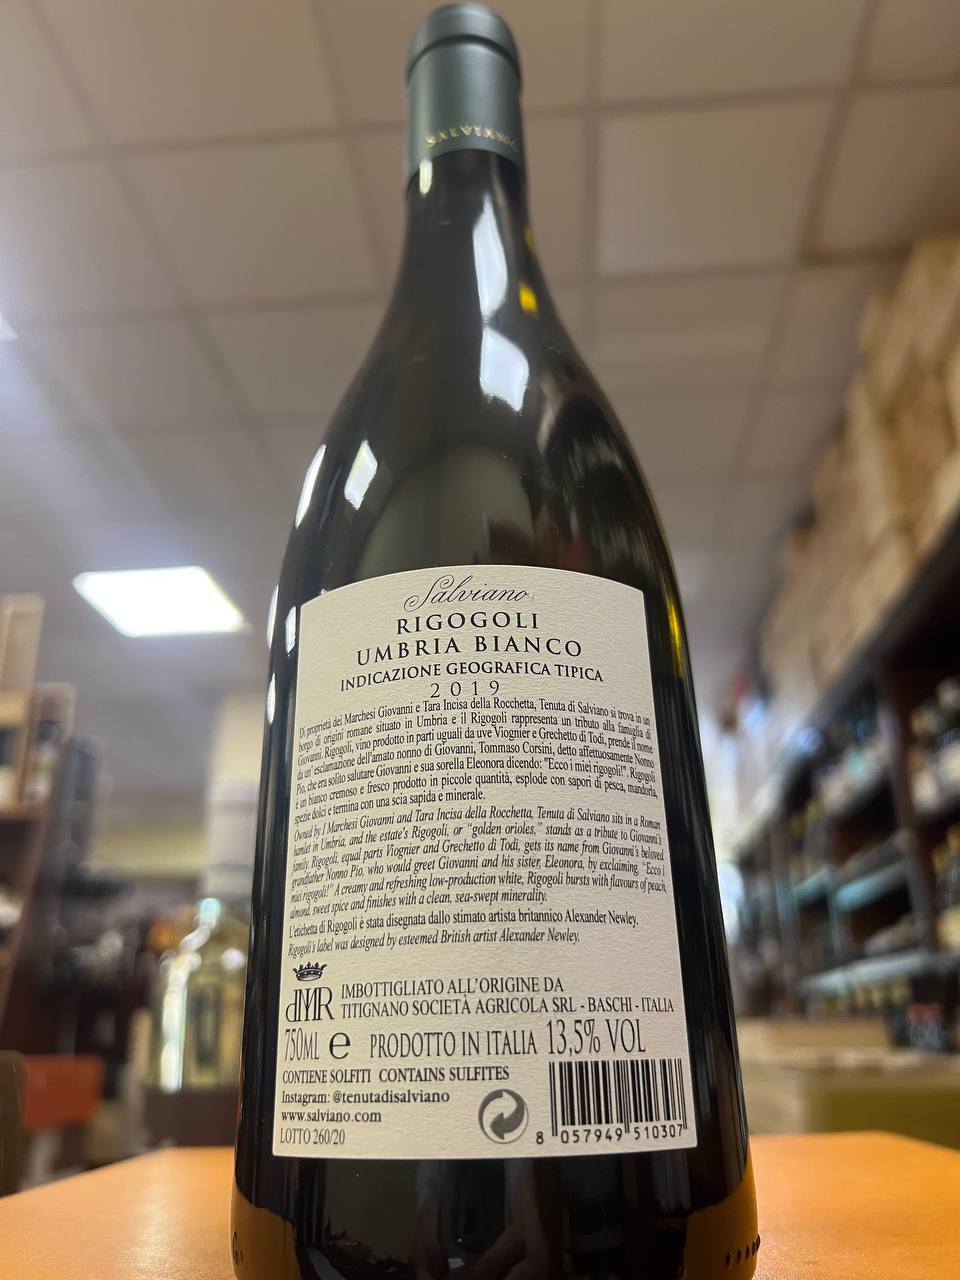 SALVIANO
Salviano
RIGOGOLI
UMBRIA BIANCO
INDICAZIONE GEOGRAFICA TIPICA
2019
Di proprietà dei Marchesi Giovanni e Tara Incisa della Rocchetta, Tenuta di Salviano si trova in un
borgo di origini romane situato in Umbria e il Rigogoli rappresenta un tributo alla famiglia di
Giovanni. Rigogoli, vino prodotto in parti uguali da uve Viognier e Grechetto di Todi, prende il nome
da un' esclamazione dell'amato nonno di Giovanni, Tommaso Corsini, detto affettuosamente Nonno
Pio, che era solito salutare Giovanni e sua sorella Eleonora dicendo: "Ecco i miei rigogoli!". Rigogoli
è un bianco cremoso e fresco prodotto in piccole quantità, esplode con sapori di pesca, mandorla,
spezie dolci e termina con una scia sapida e minerale.
Owned by I Marchesi Giovanni and Tara Incisa della Rocchetta, Tenuta di Salviano sits in a Roman
hamlet in Umbria, and the estate's Rigogoli, or "golden orioles," stands as a tribute to Giovanni's
family. Rigogoli, equal parts Viognier and Grechetto di Todi, gets its name from Giovanni's beloved
grandfather Nonno Pio, who would greet Giovanni and his sister, Eleonora, by exclaiming, "Ecco i
miei rigogoli!" A creamy and refreshing low-production white, Rigogoli bursts with flavours of peach,
almond, sweet spice and finishes with a clean, sea-swept minerality.
L'etichetta di Rigogoli è stata disegnata dallo stimato artista britannico Alexander Newley.
Rigogoli's label was designed by esteemed British artist Alexander Newley.
IMBOTTIGLIATO ALL'ORIGINE DA
TITIGNANO SOCIETÀ AGRICOLA SRL - BASCHI - ITALIA
750ML e PRODOTTO IN ITALIA 13,5% VOL
CONTIENE SOLFITI CONTAINS SULFITES
Instagram: @tenutadisalviano
www.salviano.com
LOTTO 260/20
8 057949 510307